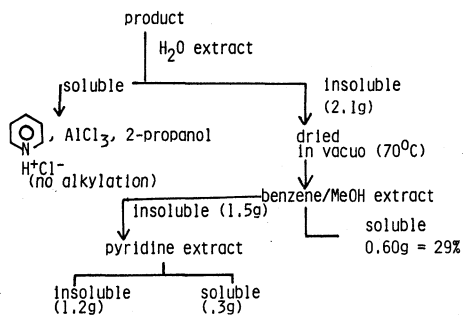 product
H₂O extract
soluble
insoluble
(2.1g)
N
H⁺Cl⁻
, AlCl₃, 2-propanol
(no alkylation)
dried
in vacuo (70⁰C)
benzene/MeOH extract
insoluble (1.5g)
soluble
0.60g = 29%
pyridine extract
insoluble
(1.2g)
soluble
(.3g)